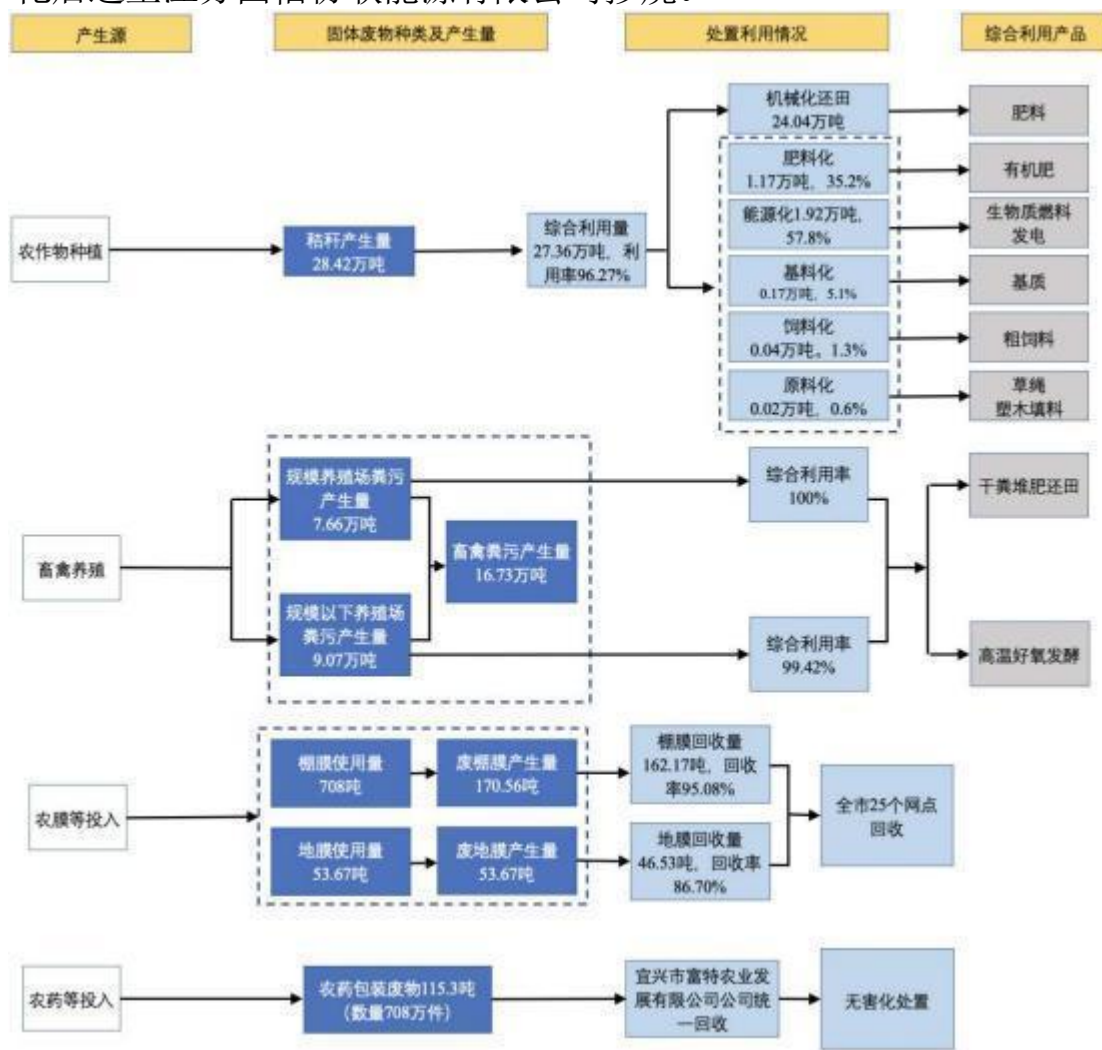 产生源
固体废物种类及产生量
处置利用情况
综合利用产品
农作物种植
秸秆产生量
28.42万吨
综合利用量
27.36万吨，利
用率96.27%
机械化还田
24.04万吨
肥料
肥料化
1.17万吨，35.2%
有机肥
能源化1.92万吨，
57.8%
生物质燃料
发电
基料化
0.17万吨，5.1%
基质
饲料化
0.04万吨。1.3%
粗饲料
原料化
0.02万吨，0.6%
草绳
塑木填料
畜禽养殖
规模养殖场粪污
产生量
7.66万吨
规模以下养殖场
粪污产生量
9.07万吨
畜禽粪污产生量
16.73万吨
综合利用率
100%
综合利用率
99.42%
干粪堆肥还田
高温好氧发酵
农膜等投入
棚膜使用量
708吨
废棚膜产生量
170.56吨
棚膜回收量
162.17吨，回收
率95.08%
地膜使用量
53.67吨
废地膜产生量
53.67吨
地膜回收量
46.53吨，回收率
86.70%
全市25个网点
回收
农药等投入
农药包装废物115.3吨
（数量708万件）
宜兴市富特农业发
展有限公司公司统
一回收
无害化处置